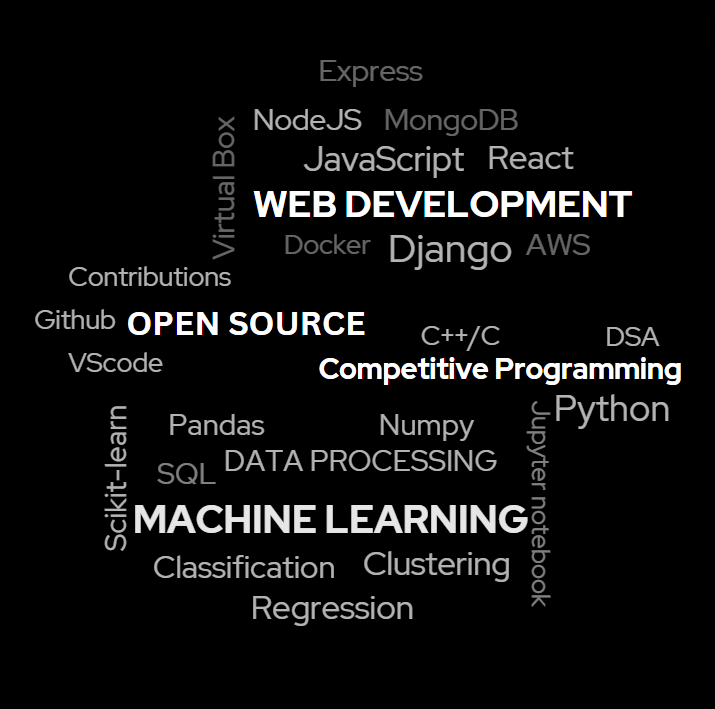 Express
NodeJS MongoDB
Virtual Box
JavaScript React
WEB DEVELOPMENT
Docker Django AWS
Contributions
Github OPEN SOURCE
VScode
C++/C DSA
Competitive Programming
Python
Scikit-learn
Pandas Numpy
Jupyter notebook
SQL DATA PROCESSING
MACHINE LEARNING
Classification Clustering
Regression